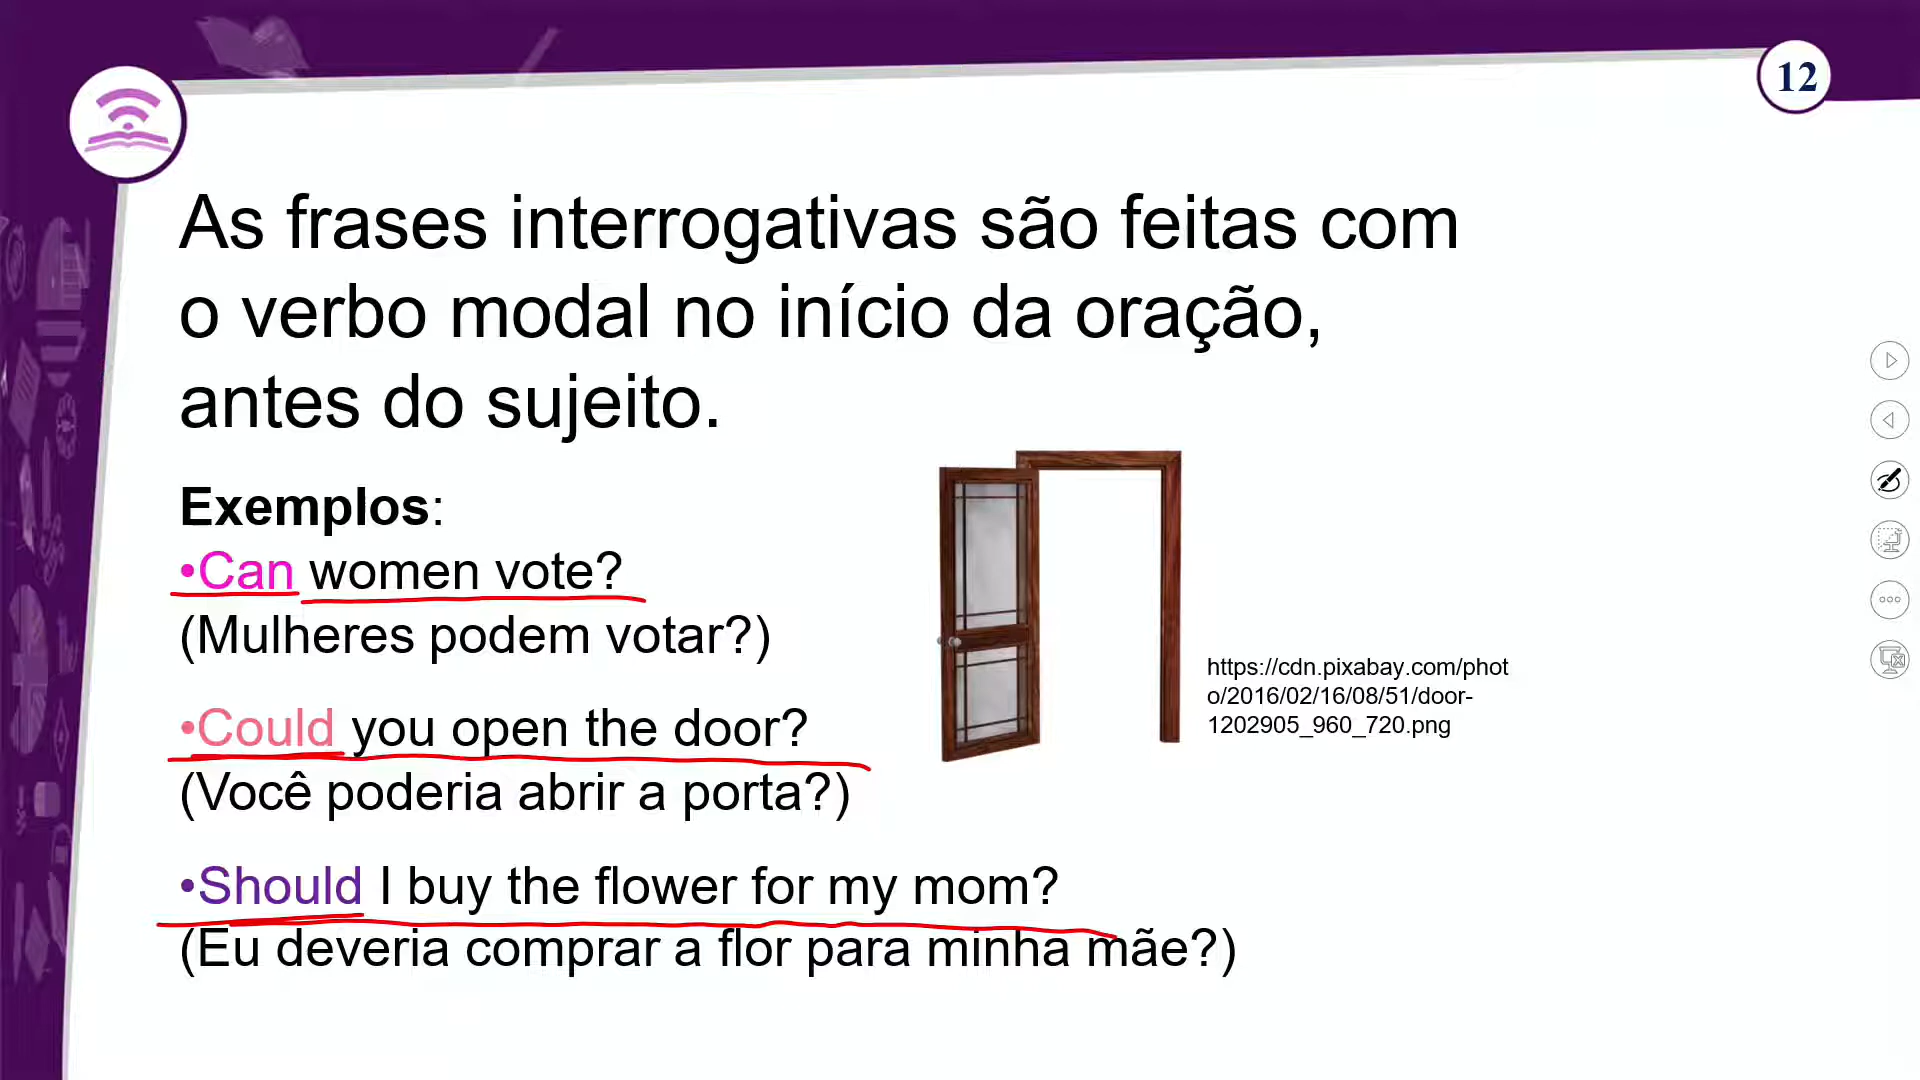 12
As frases interrogativas são feitas com
o verbo modal no início da oração,
antes do sujeito.
Exemplos:
•Can women vote?
(Mulheres podem votar?)
•Could you open the door?
(Você poderia abrir a porta?)
•Should I buy the flower for my mom?
(Eu deveria comprar a flor para minha mãe?)
https://cdn.pixabay.com/phot
o/2016/02/16/08/51/door-
1202905_960_720.png